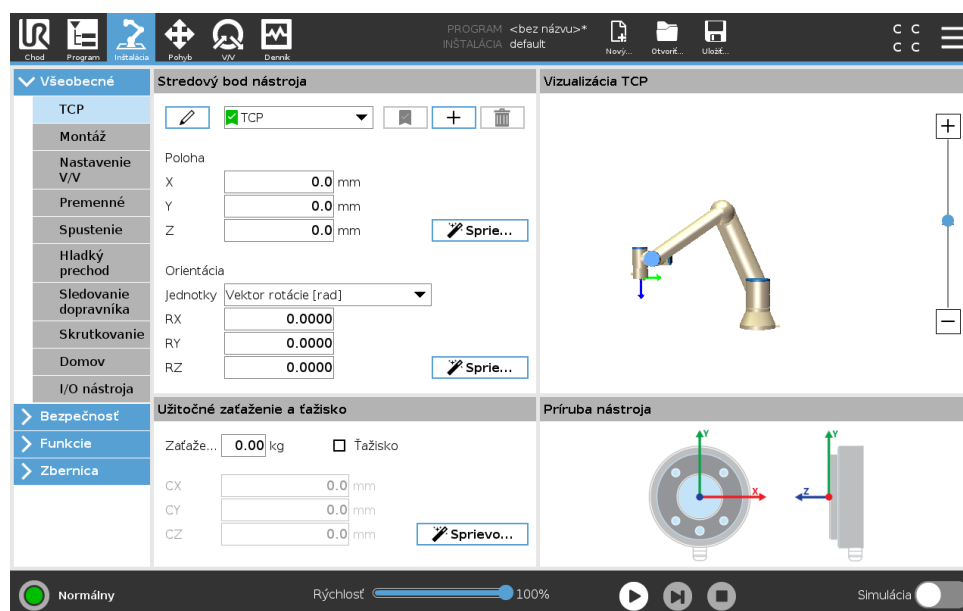 UR
Chod
Program
Inštalácia
Pohyb
V/V
Denník
PROGRAM <bez názvu>*
INŠTALÁCIA default
Nový...
Otvoriť...
Uložiť...
C C
C C
Všeobecné
TCP
Montáž
Nastavenie
V/V
Premenné
Spustenie
Hladký
prechod
Sledovanie
dopravníka
Skrutkovanie
Domov
I/O nástroja
Bezpečnosť
Funkcie
Zbernica
Stredový bod nástroja
TCP
Poloha
X 0.0 mm
Y 0.0 mm
Z 0.0 mm
Sprie...
Orientácia
Jednotky Vektor rotácie [rad]
RX 0.0000
RY 0.0000
RZ 0.0000
Sprie...
Užitočné zaťaženie a ťažisko
Zaťaže... 0.00 kg Ťažisko
CX 0.0 mm
CY 0.0 mm
CZ 0.0 mm
Sprievo...
Vizualizácia TCP
Príruba nástroja
Y
X
Y
Z
Normálny
Rýchlosť 100%
Simulácia